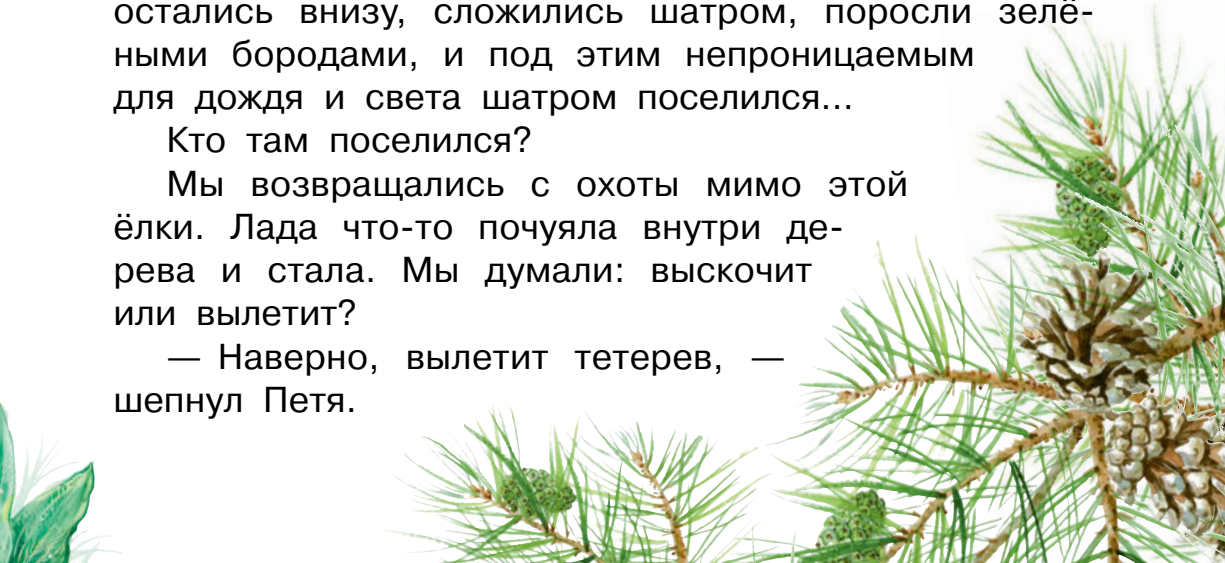 остались внизу, сложились шатром, поросли зелё-
ными бородами, и под этим непроницаемым
для дождя и света шатром поселился...
Кто там поселился?
Мы возвращались с охоты мимо этой
ёлки. Лада что-то почуяла внутри де-
рева и стала. Мы думали: выскочит
или вылетит?
— Наверно, вылетит тетерев, —
шепнул Петя.